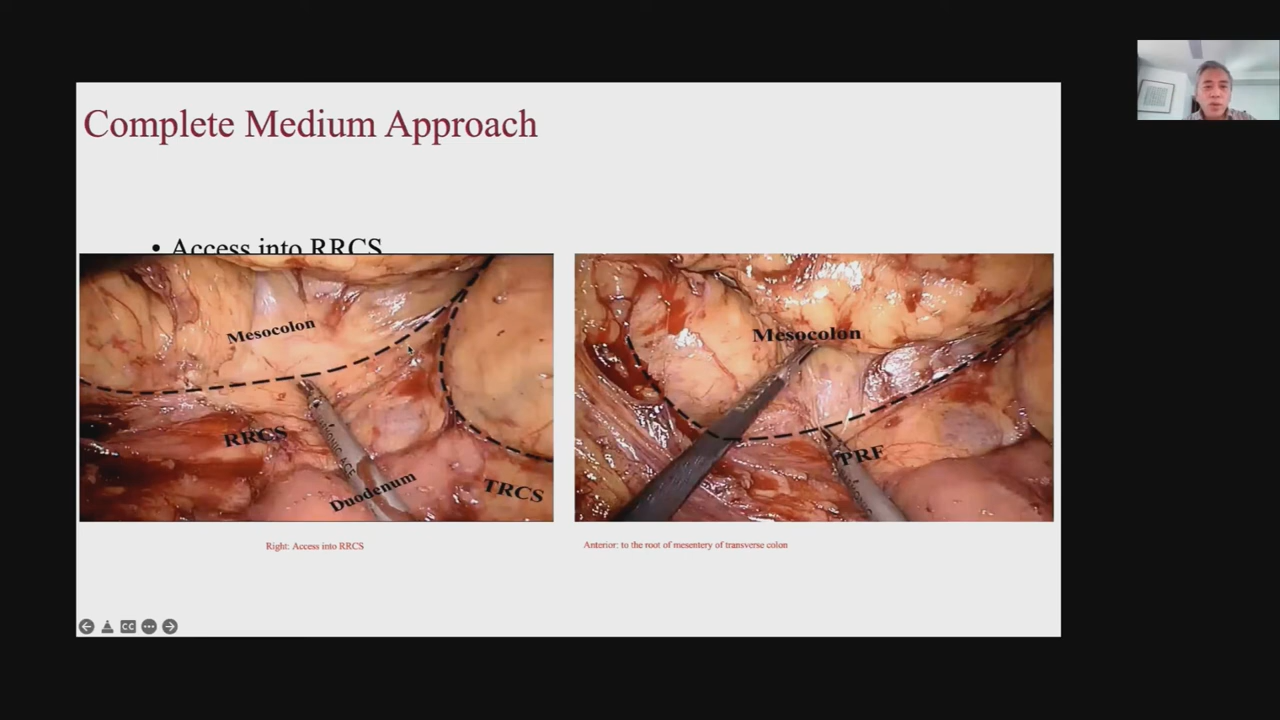 Complete Medium Approach
• Access into RRCS
Mesocolon
RRCS
Duodenum
TRCS
Mesocolon
PRF
Right: Access into RRCS
Anterior: to the root of mesentery of transverse colon
CC